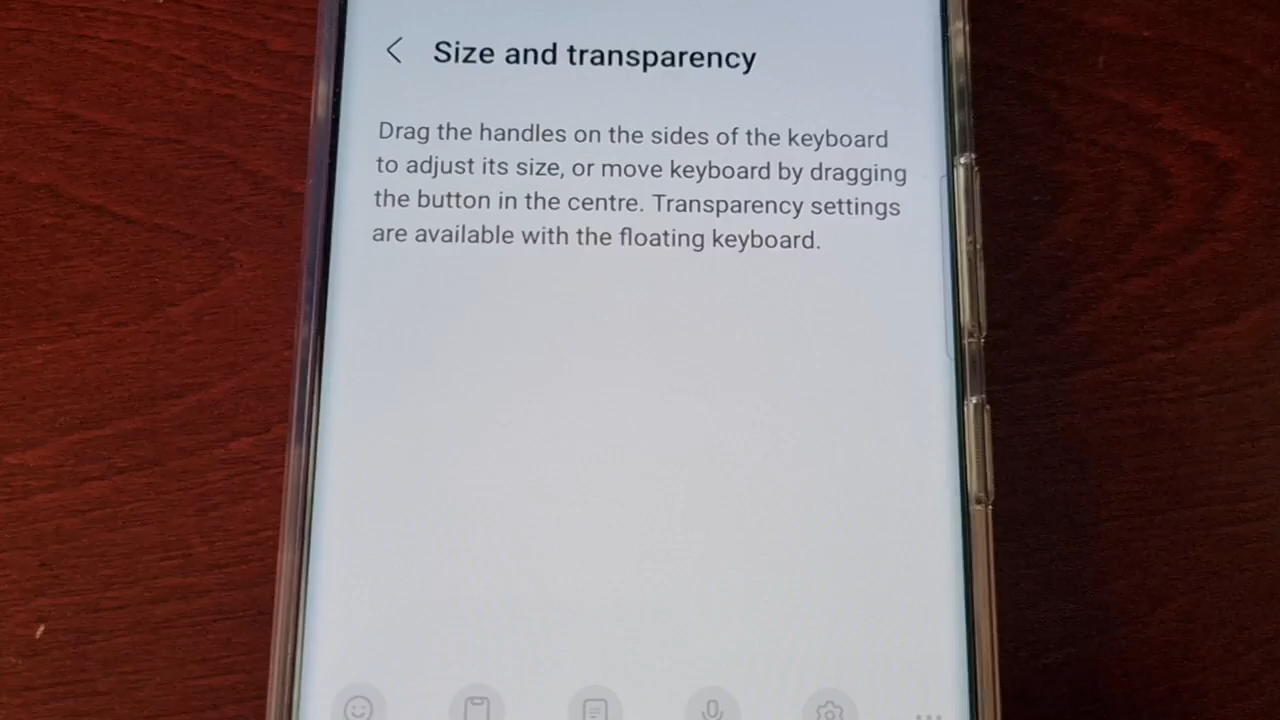 Size and transparency
Drag the handles on the sides of the keyboard
to adjust its size, or move keyboard by dragging
the button in the centre. Transparency settings
are available with the floating keyboard.